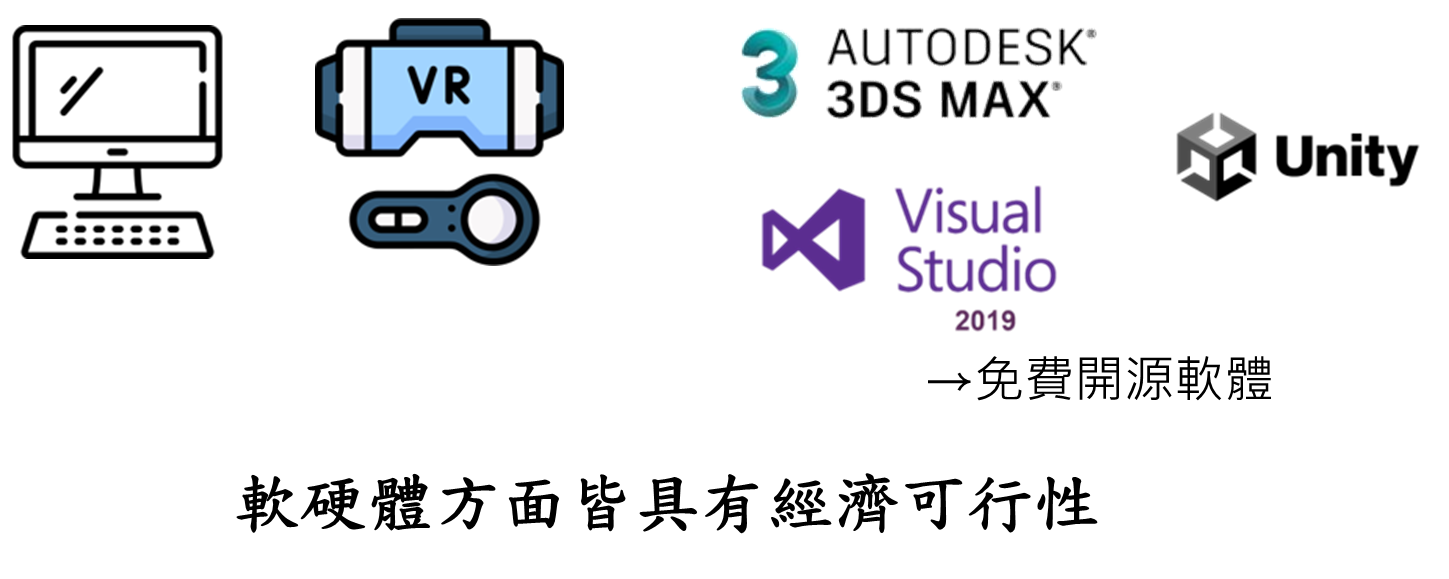 VR
AUTODESK®
3DS MAX®
Unity
Visual
Studio
2019
→免費開源軟體
軟硬體方面皆具有經濟可行性